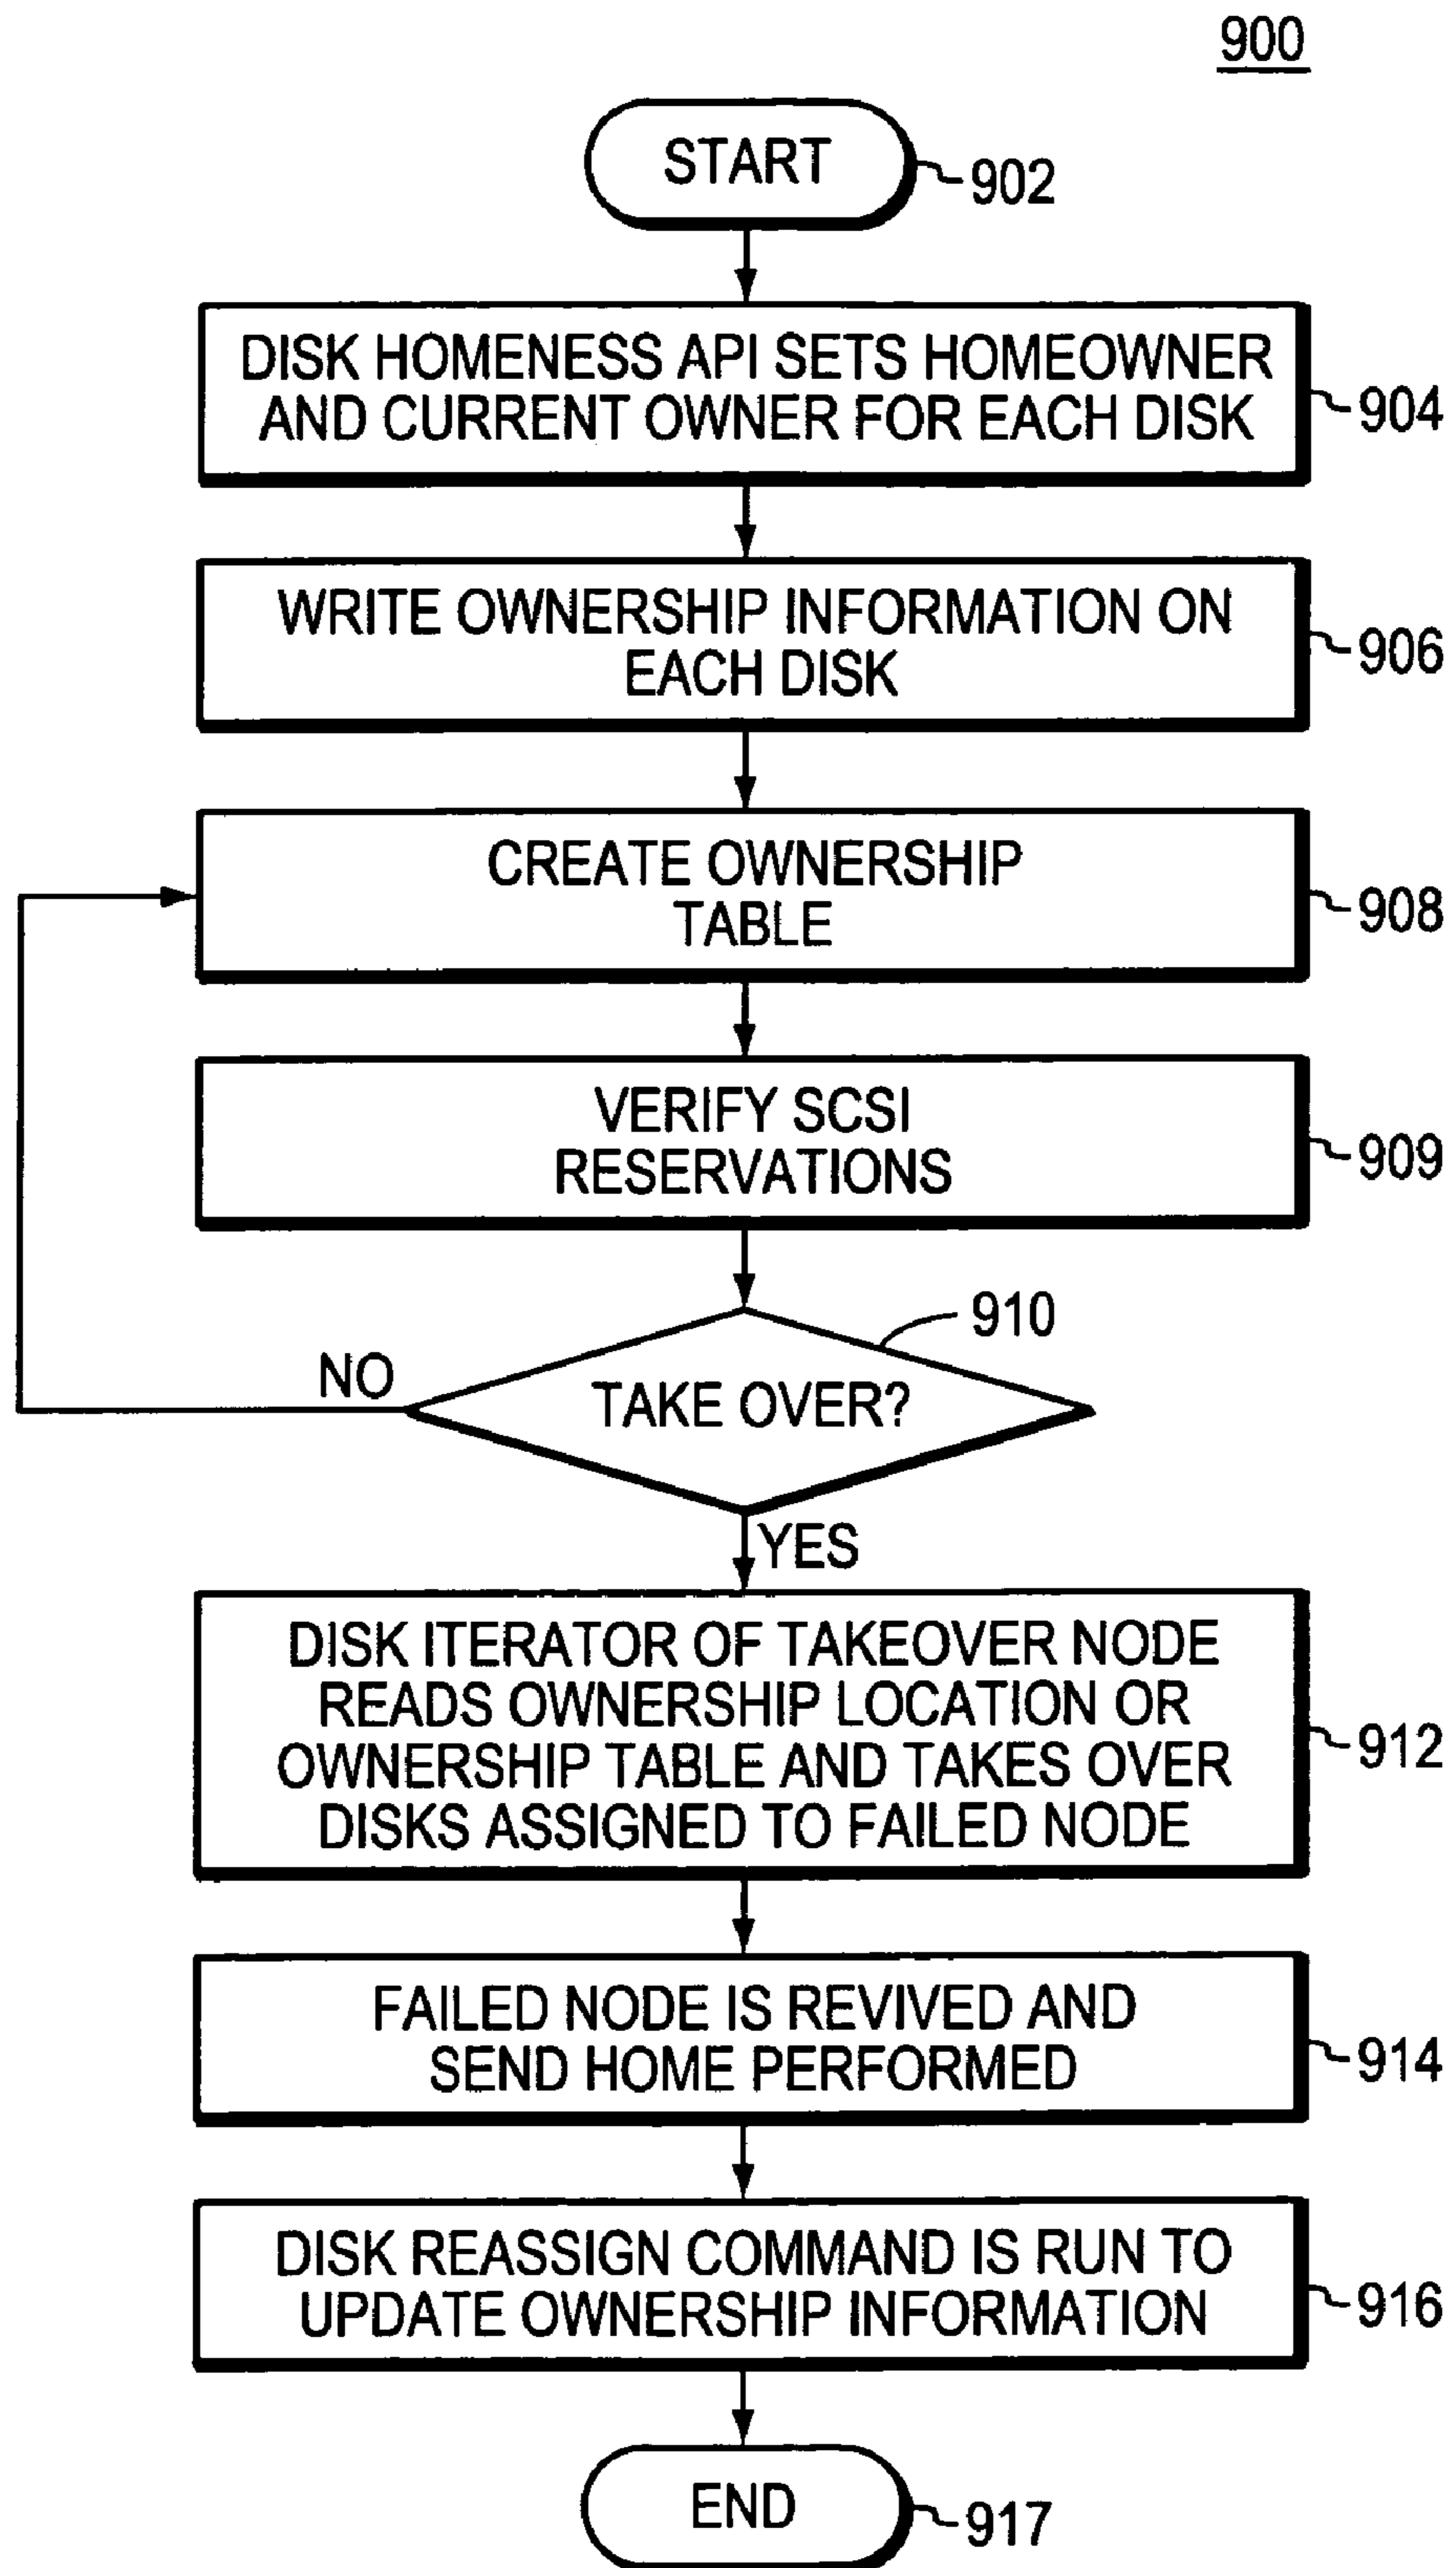 900
START
902
DISK HOMENESS API SETS HOMEOWNER
AND CURRENT OWNER FOR EACH DISK
904
WRITE OWNERSHIP INFORMATION ON
EACH DISK
906
CREATE OWNERSHIP
TABLE
908
VERIFY SCSI
RESERVATIONS
909
910
TAKE OVER?
NO
YES
DISK ITERATOR OF TAKEOVER NODE
READS OWNERSHIP LOCATION OR
OWNERSHIP TABLE AND TAKES OVER
DISKS ASSIGNED TO FAILED NODE
912
FAILED NODE IS REVIVED AND
SEND HOME PERFORMED
914
DISK REASSIGN COMMAND IS RUN TO
UPDATE OWNERSHIP INFORMATION
916
END
917